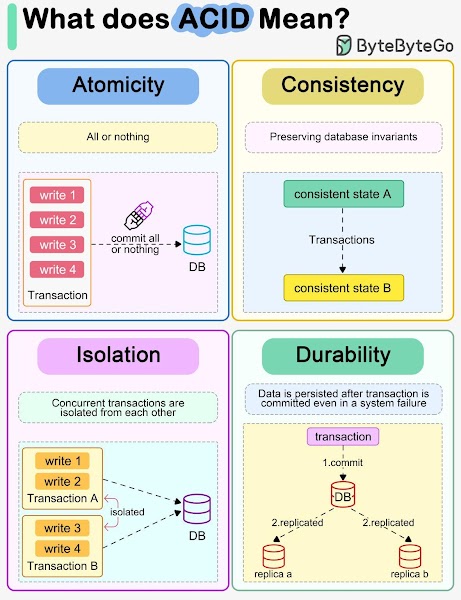 What does ACID Mean?
ByteByteGo
Atomicity
All or nothing
write 1
write 2
write 3
write 4
Transaction
commit all
or nothing
DB
Consistency
Preserving database invariants
consistent state A
Transactions
consistent state B
Isolation
Concurrent transactions are
isolated from each other
write 1
write 2
Transaction A
isolated
write 3
write 4
Transaction B
DB
Durability
Data is persisted after transaction is
committed even in a system failure
transaction
1.commit
DB
2.replicated
2.replicated
replica a
replica b